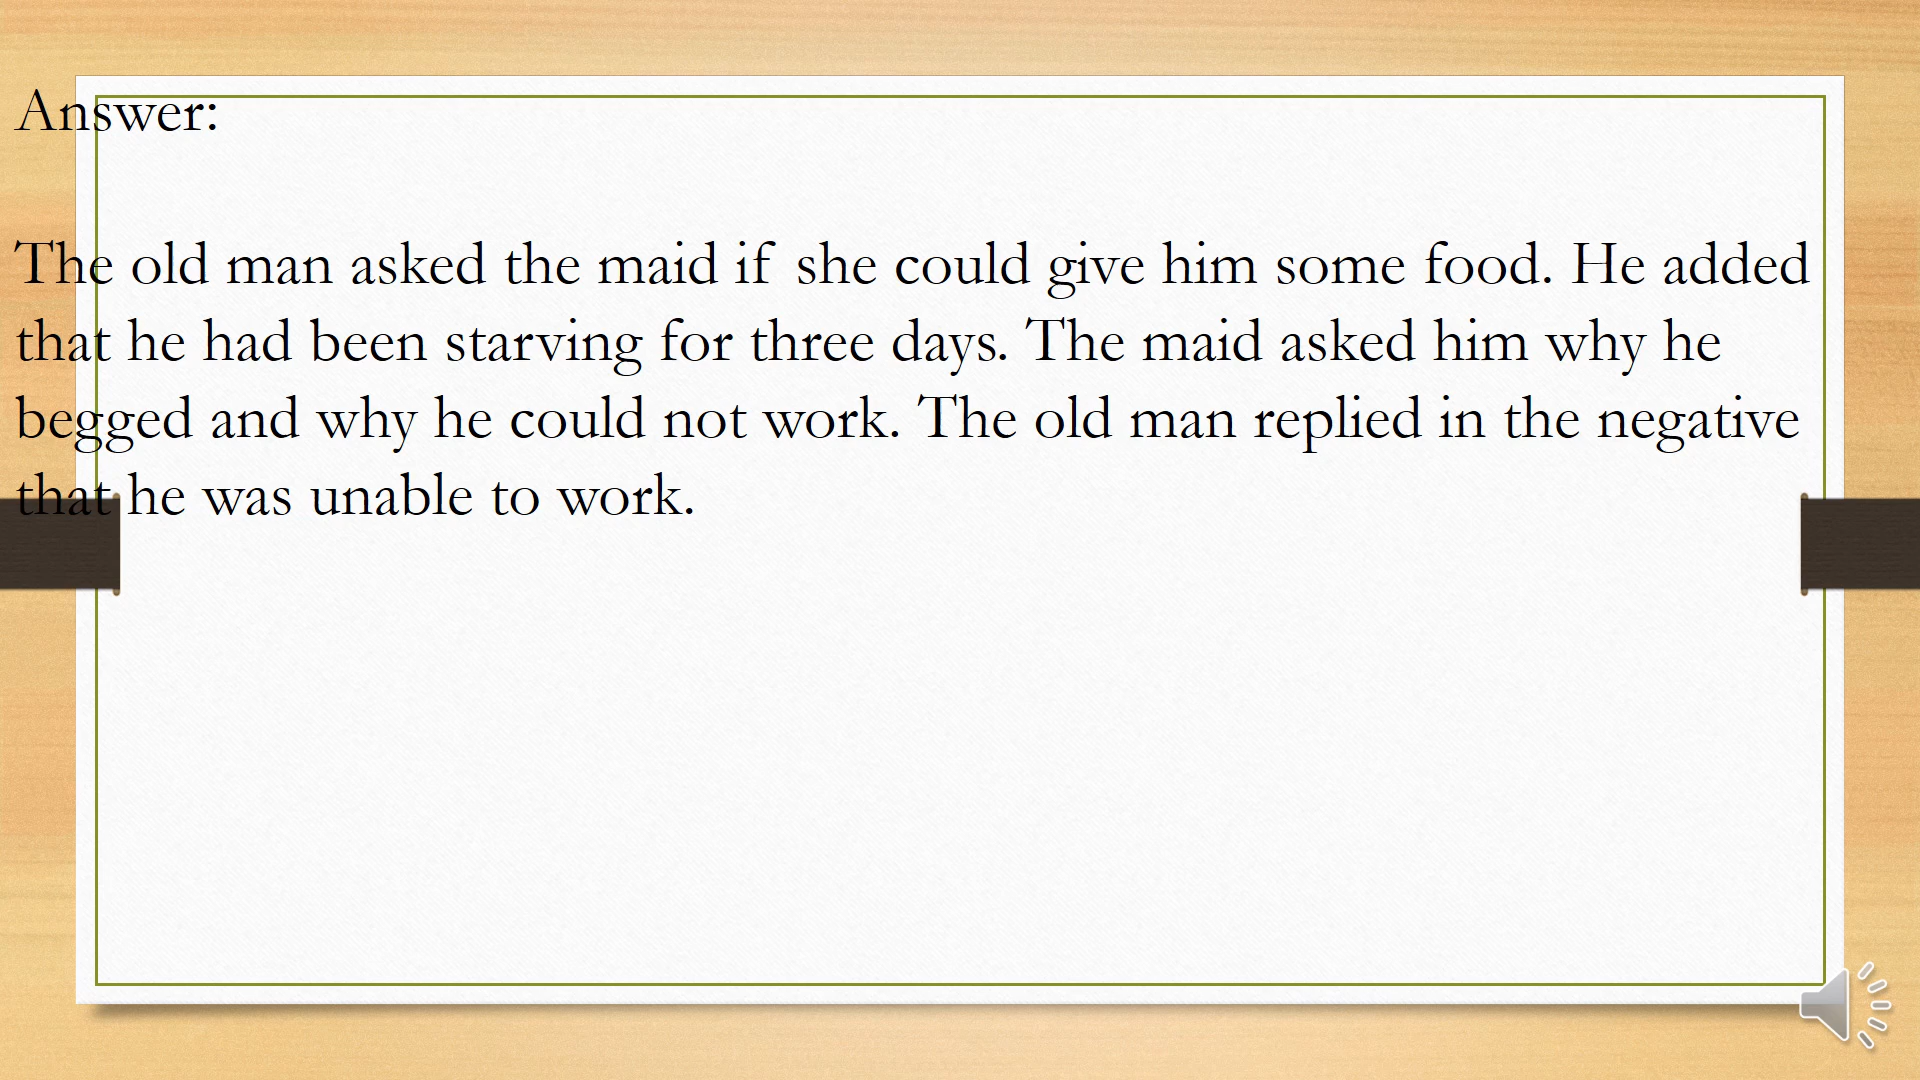 Answer:
The old man asked the maid if she could give him some food. He added
that he had been starving for three days. The maid asked him why he
begged and why he could not work. The old man replied in the negative
that he was unable to work.